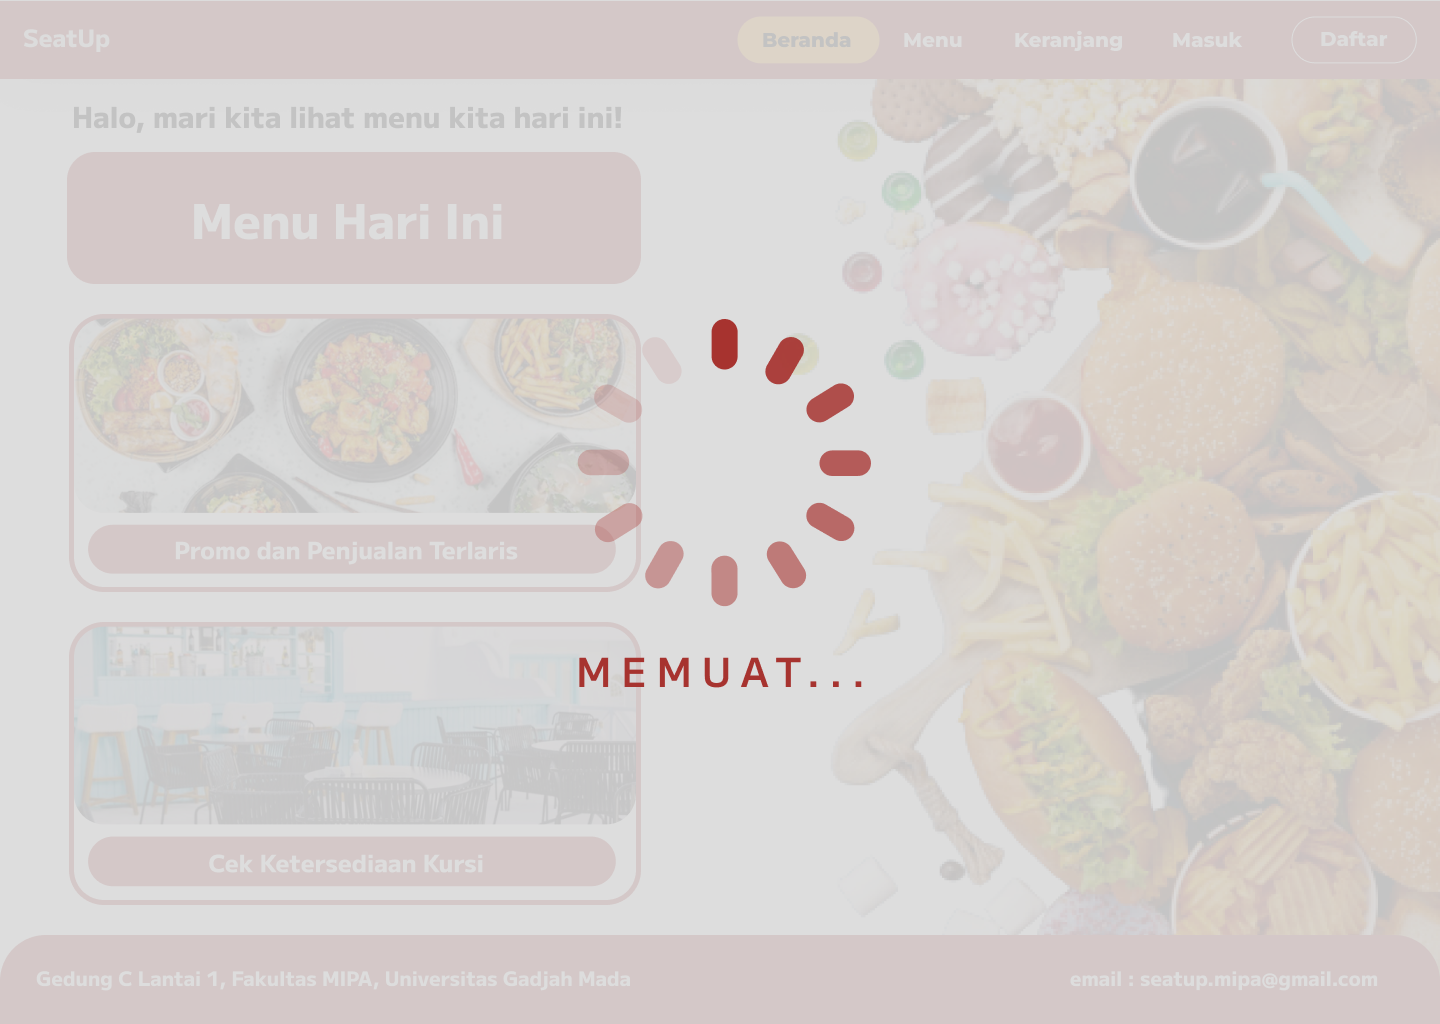 SeatUp
Beranda
Menu
Keranjang
Masuk
Daftar
Halo, mari kita lihat menu kita hari ini!
Menu Hari Ini
Promo dan Penjualan Terlaris
MEMUAT...
Cek Ketersediaan Kursi
Gedung C Lantai 1, Fakultas MIPA, Universitas Gadjah Mada
email : seatup.mipa@gmail.com